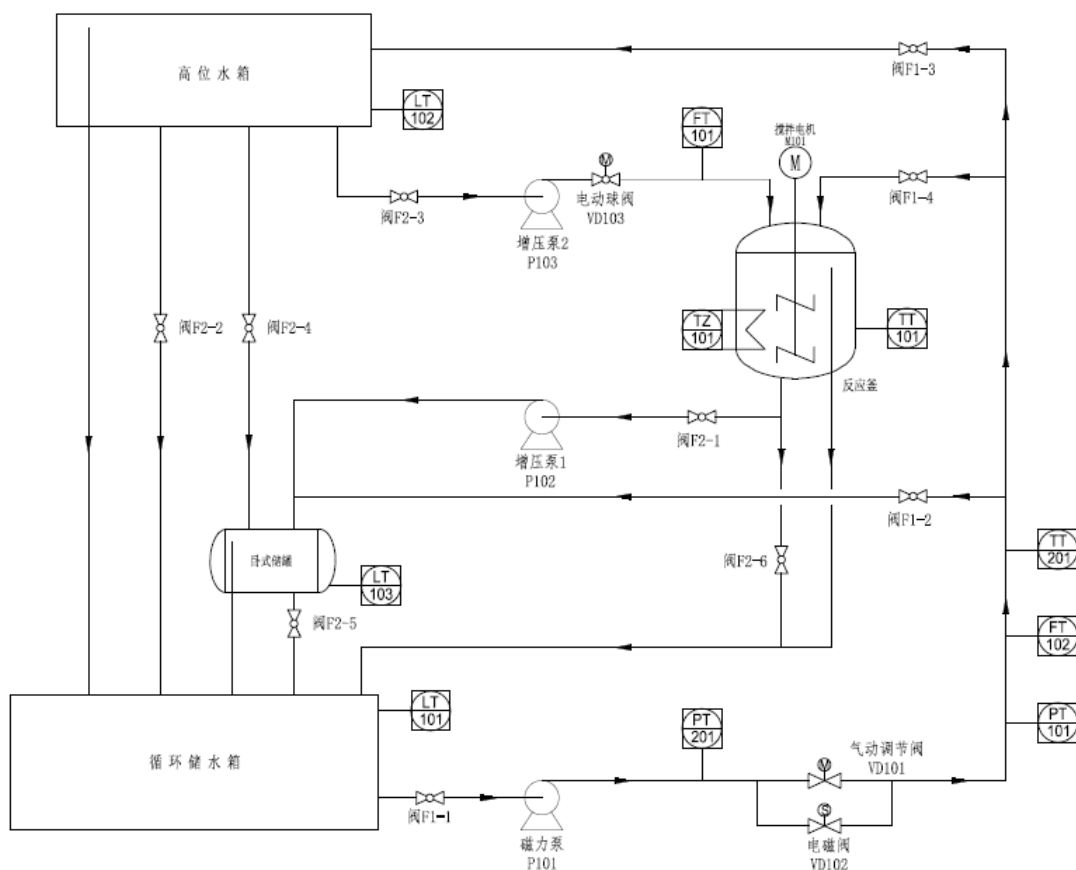 高位水箱
LT
102
阀F1-3
FT
101
搅拌电机
M101
M
M
阀F2-3
电动球阀
VD103
增压泵2
P103
阀F1-4
阀F2-2
阀F2-4
TZ
101
TT
101
反应釜
阀F2-1
增压泵1
P102
阀F1-2
卧式储罐
LT
103
阀F2-6
TT
201
阀F2-5
FT
102
循环储水箱
LT
101
PT
201
PT
101
气动调节阀
VD101
M
阀F1-1
磁力泵
P101
S
电磁阀
VD102